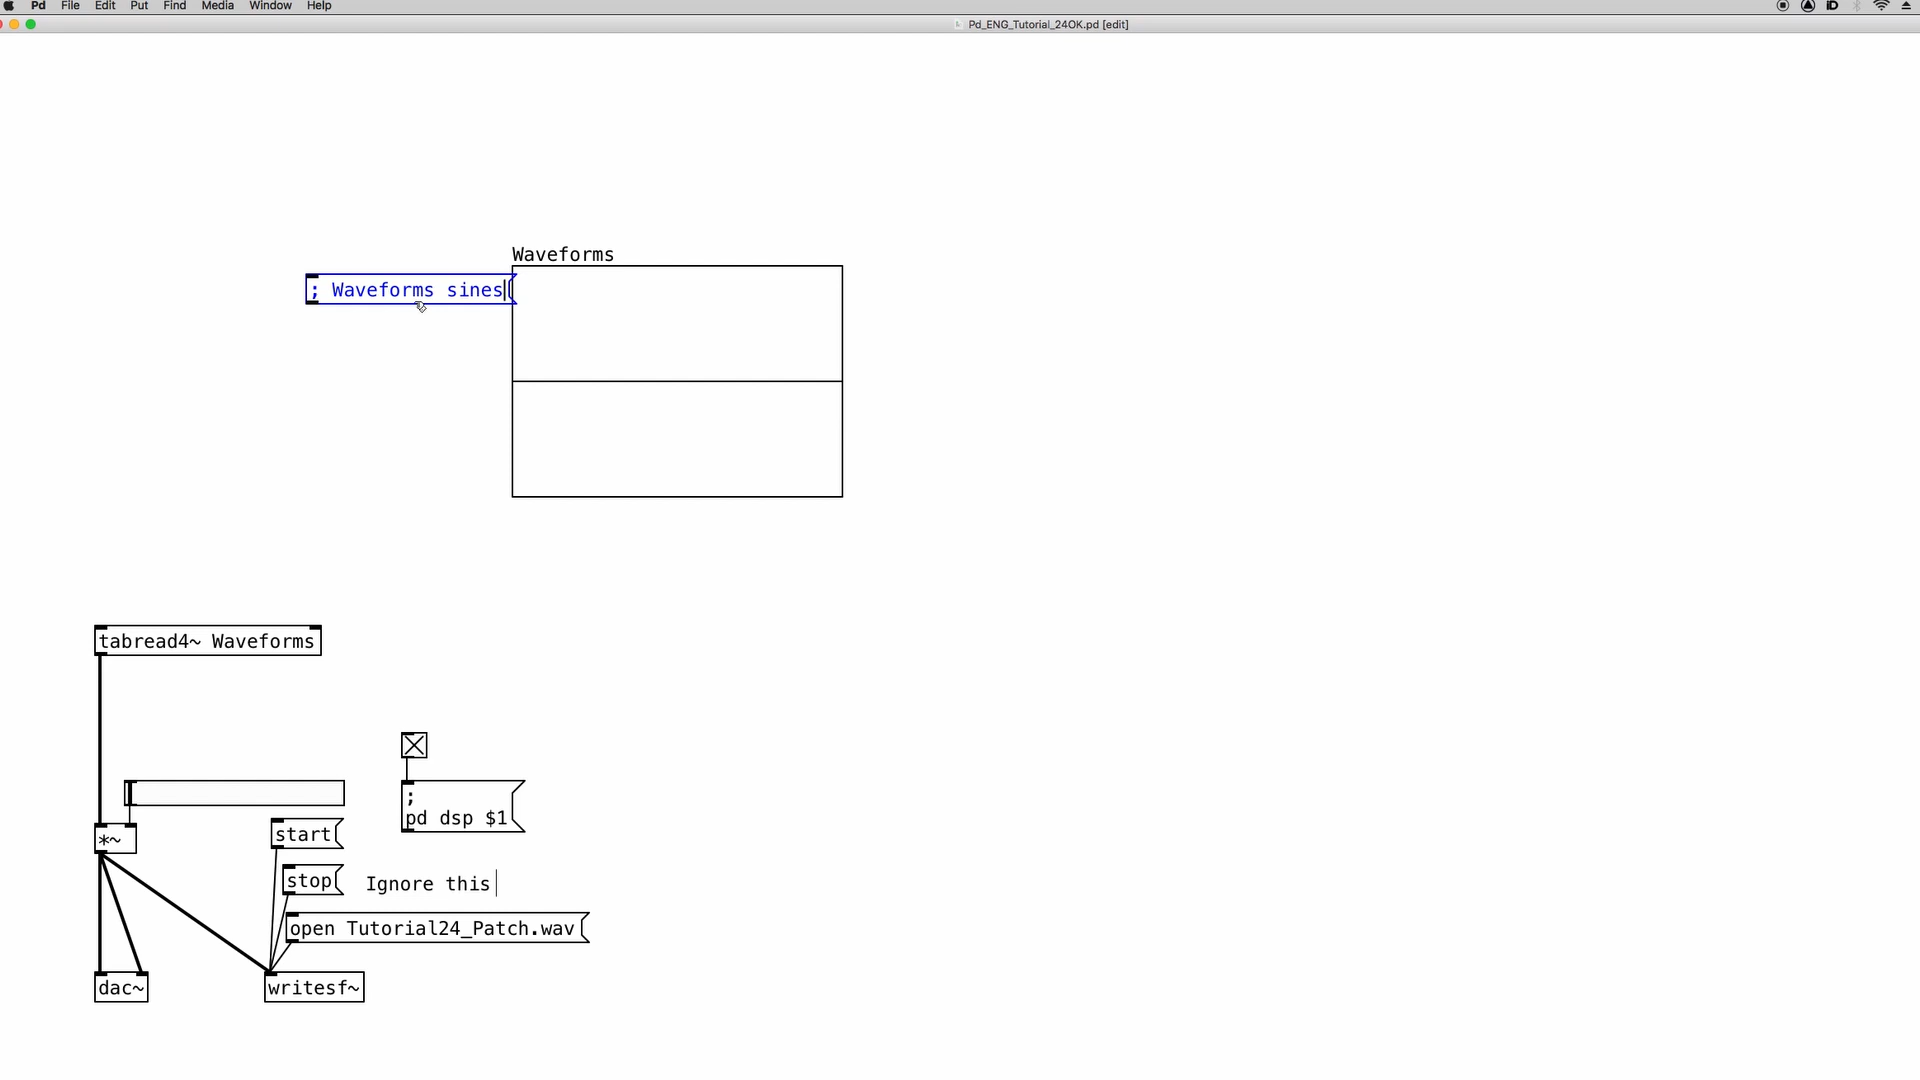 Pd File Edit Put Find Media Window Help
iD
Pd_ENG_Tutorial_24OK.pd [edit]
Waveforms
; Waveforms sines
tabread4~ Waveforms
;
pd dsp $1
*~
start
stop
Ignore this
open Tutorial24_Patch.wav
dac~
writesf~